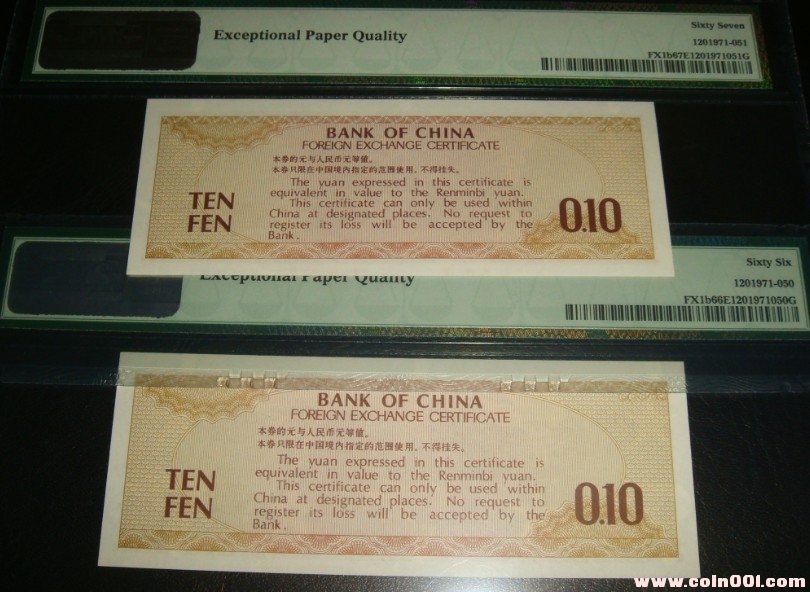 Exceptional Paper Quality
Sixty Seven
1201971-051
FX1b67E1201971051G
BANK OF CHINA
FOREIGN EXCHANGE CERTIFICATE
本券的元与人民币元等值。
本券只限在中国境内指定的范围使用，不得挂失。
The yuan expressed in this certificate is
equivalent in value to the Renminbi yuan.
This certificate can only be used within
China at designated places. No request to
register its loss will be accepted by the
Bank.
TEN
FEN
0.10
Exceptional Paper Quality
Sixty Six
1201971-050
FX1b66E1201971050G
BANK OF CHINA
FOREIGN EXCHANGE CERTIFICATE
本券的元与人民币元等值。
本券只限在中国境内指定的范围使用，不得挂失。
The yuan expressed in this certificate is
equivalent in value to the Renminbi yuan.
This certificate can only be used within
China at designated places. No request to
register its loss will be accepted by the
Bank.
TEN
FEN
0.10
www.coin001.com